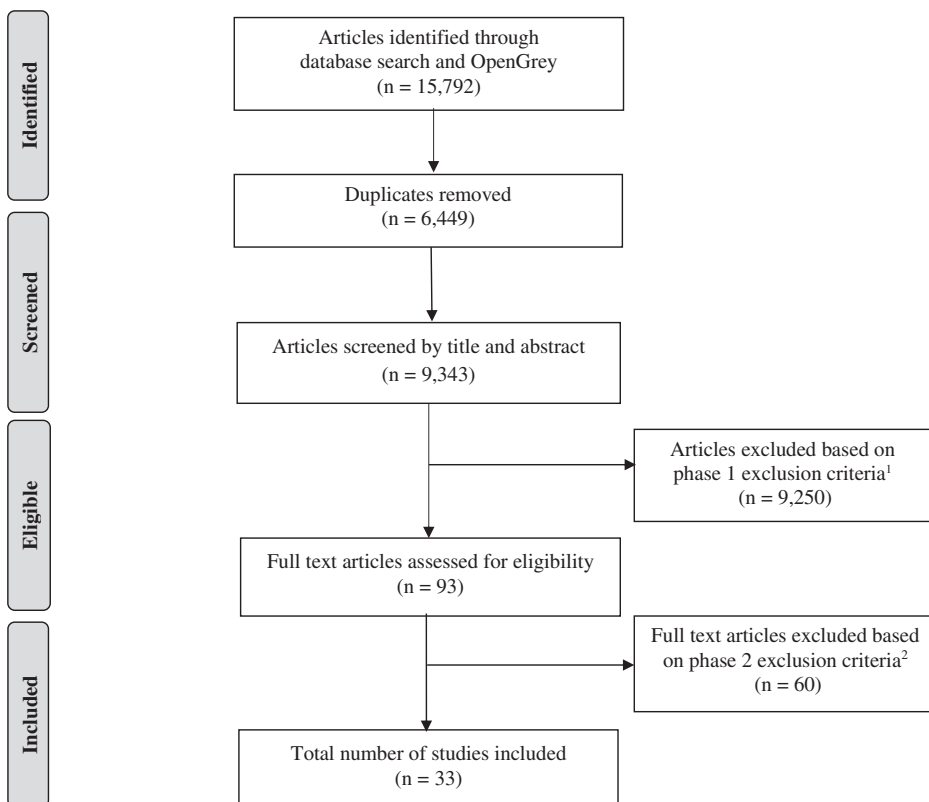 Identified
Articles identified through
database search and OpenGrey
(n = 15,792)
Duplicates removed
(n = 6,449)
Screened
Articles screened by title and abstract
(n = 9,343)
Eligible
Articles excluded based on
phase 1 exclusion criteria¹
(n = 9,250)
Full text articles assessed for eligibility
(n = 93)
Included
Full text articles excluded based
on phase 2 exclusion criteria²
(n = 60)
Total number of studies included
(n = 33)